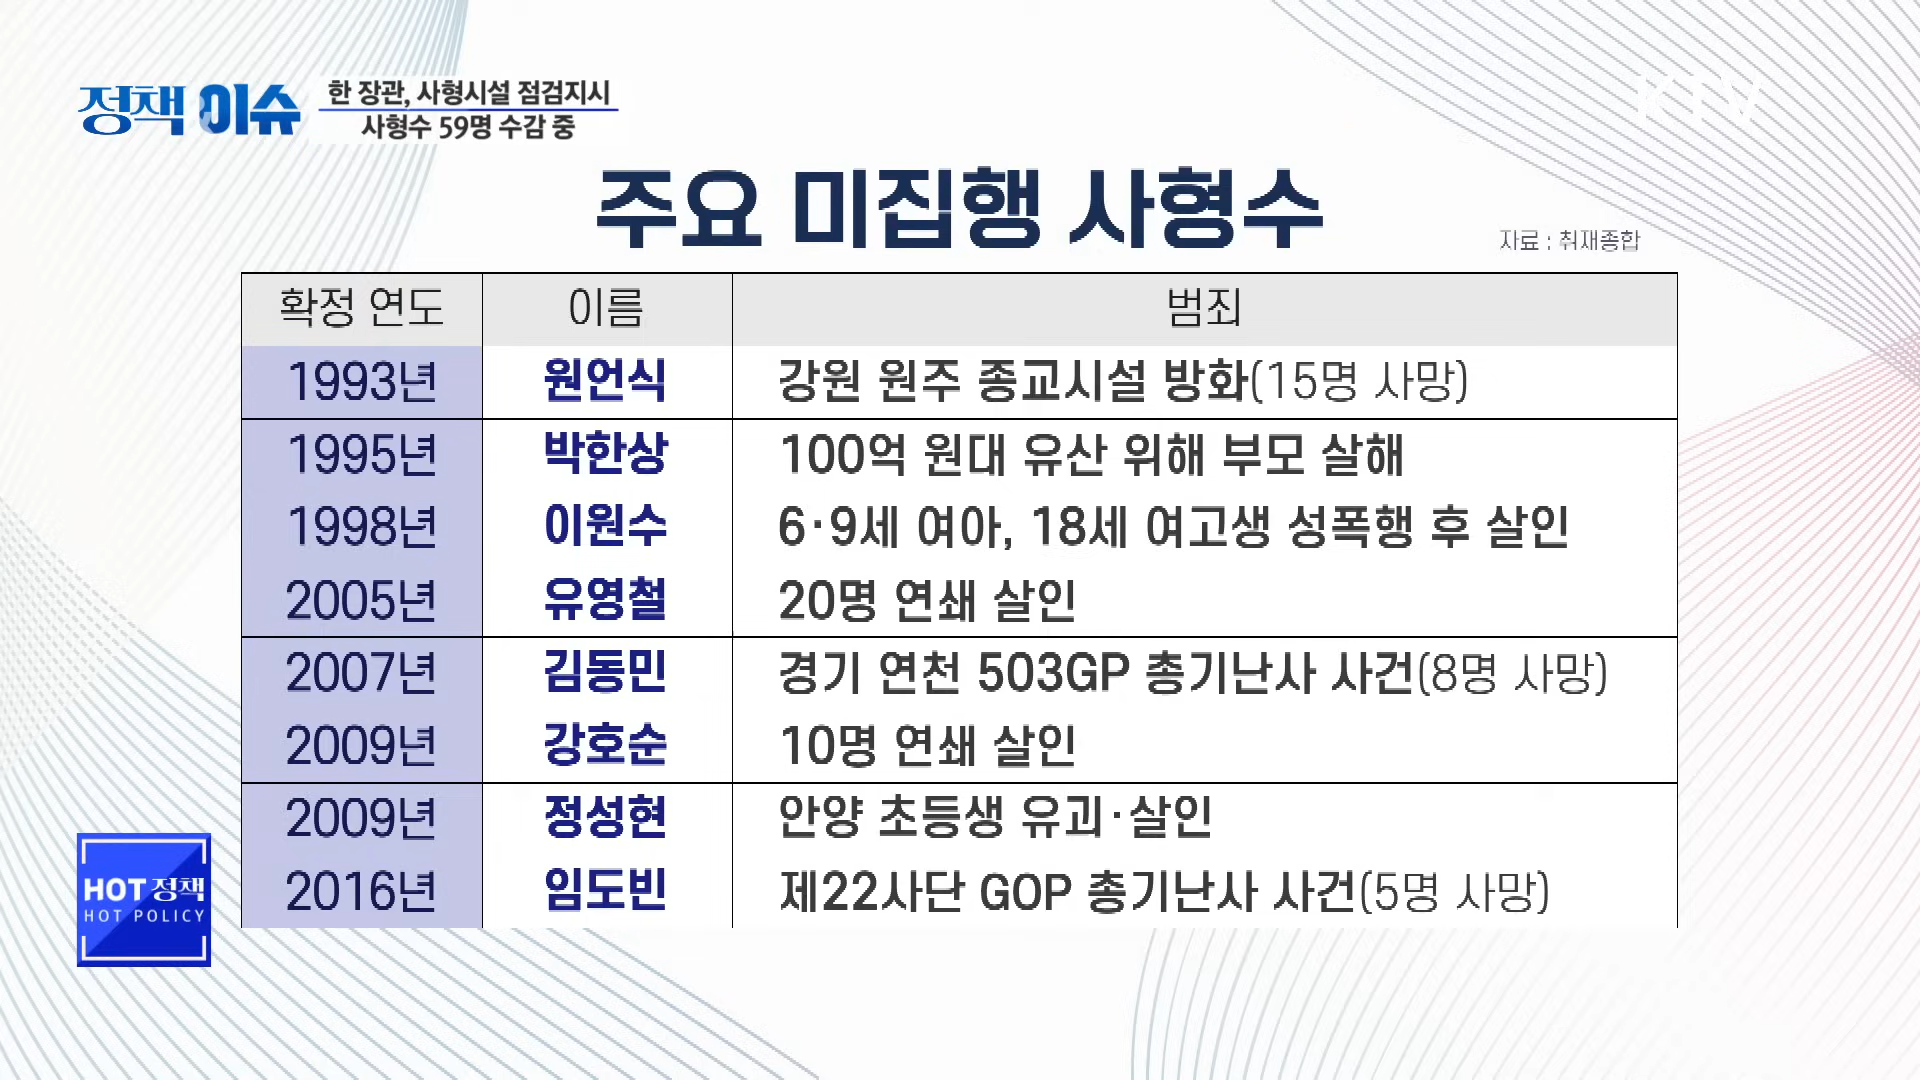 정책 이슈
한 장관, 사형시설 점검지시
사형수 59명 수감 중
KTV
주요 미집행 사형수
자료 : 취재종합
확정 연도 이름 범죄
1993년 원언식 강원 원주 종교시설 방화(15명 사망)
1995년 박한상 100억 원대 유산 위해 부모 살해
1998년 이원수 6·9세 여아, 18세 여고생 성폭행 후 살인
2005년 유영철 20명 연쇄 살인
2007년 김동민 경기 연천 503GP 총기난사 사건(8명 사망)
2009년 강호순 10명 연쇄 살인
2009년 정성현 안양 초등생 유괴·살인
2016년 임도빈 제22사단 GOP 총기난사 사건(5명 사망)
HOT 정책
HOT POLICY